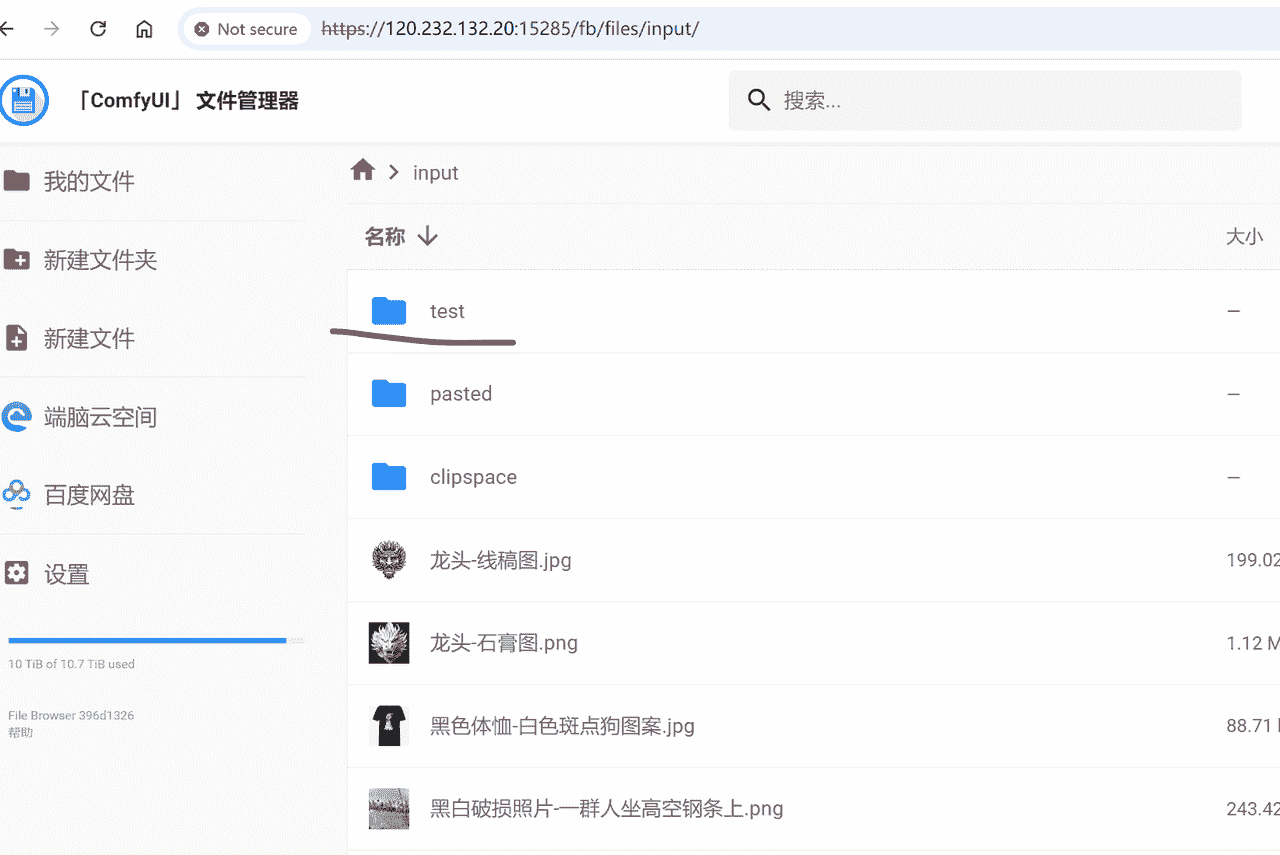 Not secure https://120.232.132.20:15285/fb/files/input/
「ComfyUI」 文件管理器
搜索...
我的文件
新建文件夹
新建文件
端脑云空间
百度网盘
设置
10 TiB of 10.7 TiB used
File Browser 396d1326
帮助
input
名称 大小
test —
pasted —
clipspace —
龙头-线稿图.jpg 199.02
龙头-石膏图.png 1.12 M
黑色体恤-白色斑点狗图案.jpg 88.71
黑白破损照片-一群人坐高空钢条上.png 243.42